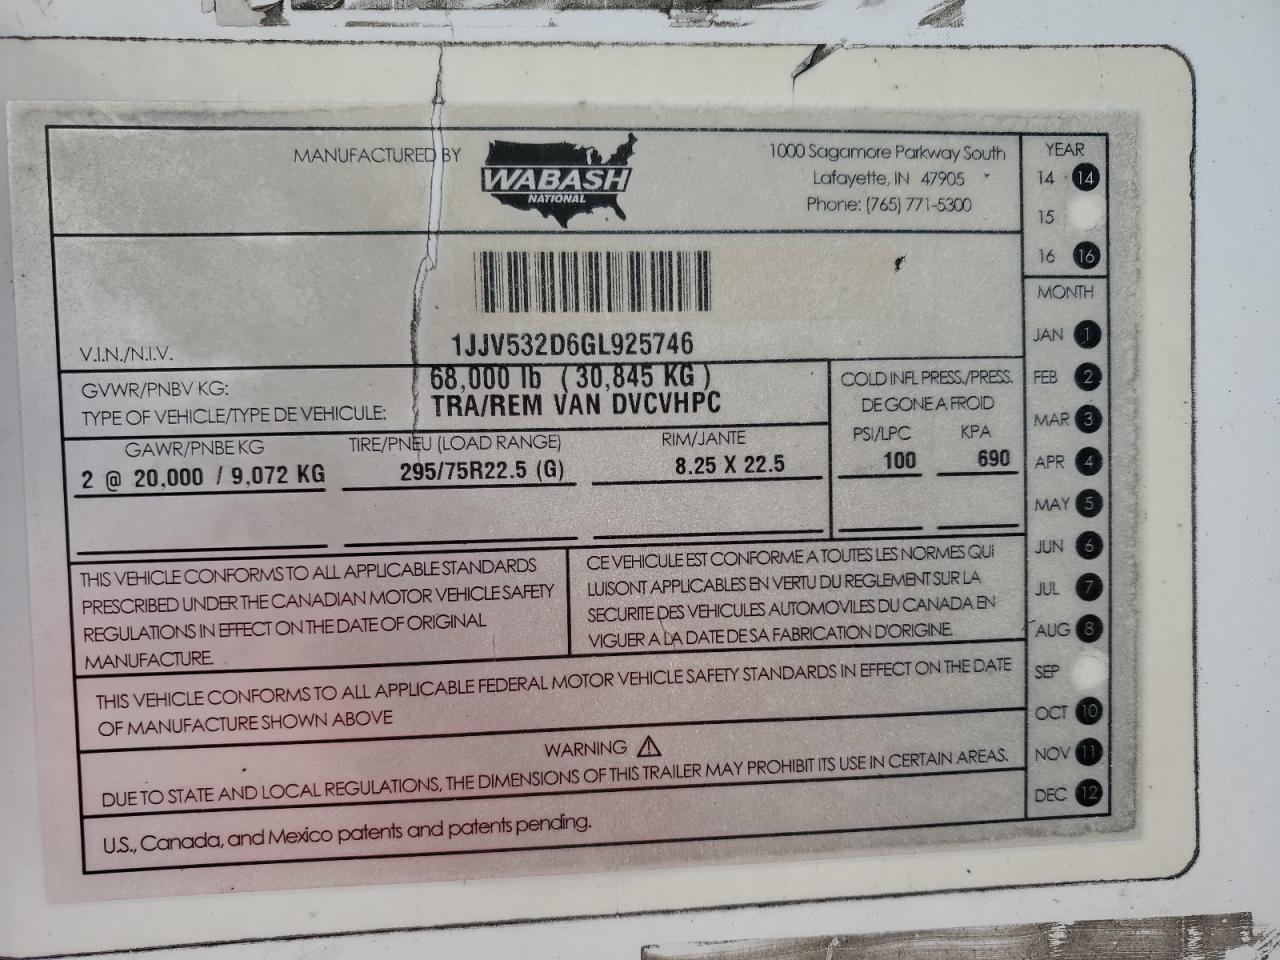 MANUFACTURED BY
WABASH
NATIONAL
1000 Sagamore Parkway South
Lafayette, IN 47905
Phone: (765) 771-5300
YEAR
14 14
15
16 16
V.I.N./N.I.V.
1JJV532D6GL925746
GVWR/PNBV KG:
68,000 lb ( 30,845 KG )
TYPE OF VEHICLE/TYPE DE VEHICULE:
TRA/REM VAN DVCVHPC
GAWR/PNBE KG
TIRE/PNEU (LOAD RANGE)
RIM/JANTE
2 @ 20,000 / 9,072 KG
295/75R22.5 (G)
8.25 X 22.5
COLD INFL PRESS./PRESS.
DE GONE A FROID
PSI/LPC KPA
100 690
MONTH
JAN 1
FEB 2
MAR 3
APR 4
MAY 5
JUN 6
JUL 7
AUG 8
SEP
OCT 10
NOV 11
DEC 12
THIS VEHICLE CONFORMS TO ALL APPLICABLE STANDARDS
PRESCRIBED UNDER THE CANADIAN MOTOR VEHICLE SAFETY
REGULATIONS IN EFFECT ON THE DATE OF ORIGINAL
MANUFACTURE.
CE VEHICULE EST CONFORME A TOUTES LES NORMES QUI
LUI SONT APPLICABLES EN VERTU DU REGLEMENT SUR LA
SECURITE DES VEHICULES AUTOMOVILES DU CANADA EN
VIGUER A LA DATE DE SA FABRICATION D'ORIGINE.
THIS VEHICLE CONFORMS TO ALL APPLICABLE FEDERAL MOTOR VEHICLE SAFETY STANDARDS IN EFFECT ON THE DATE
OF MANUFACTURE SHOWN ABOVE
WARNING
DUE TO STATE AND LOCAL REGULATIONS, THE DIMENSIONS OF THIS TRAILER MAY PROHIBIT ITS USE IN CERTAIN AREAS.
U.S., Canada, and Mexico patents and patents pending.